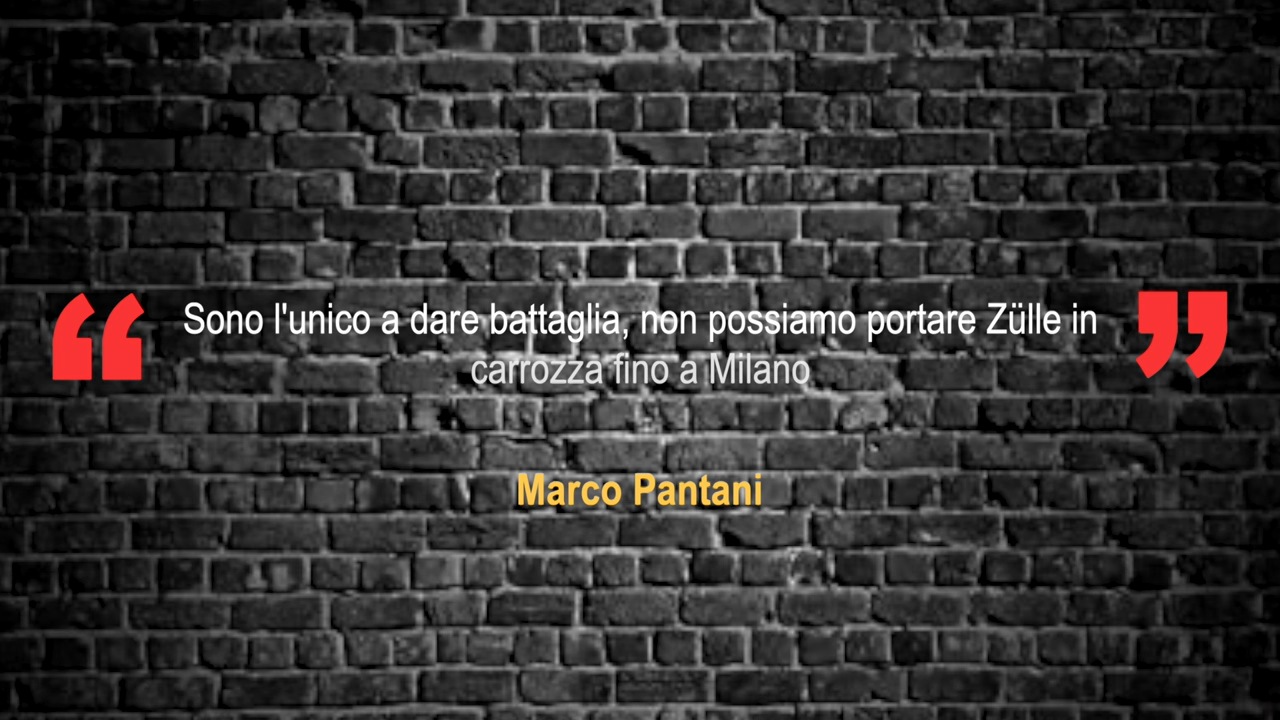 “ Sono l'unico a dare battaglia, non possiamo portare Zülle in ”
carrozza fino a Milano
Marco Pantani